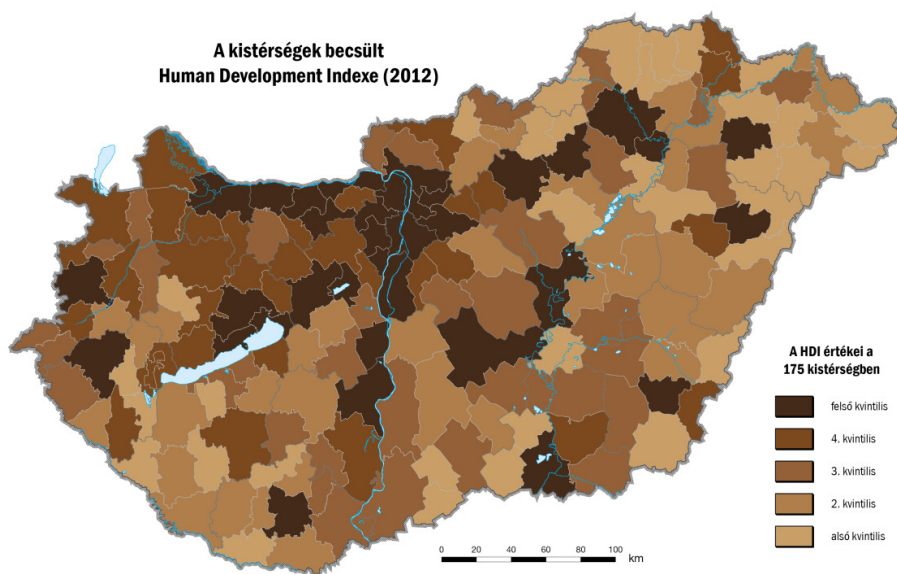 A kistérségek becsült
Human Development Indexe (2012)
A HDI értékei a
175 kistérségben
felső kvintilis
4. kvintilis
3. kvintilis
2. kvintilis
alsó kvintilis
0 20 40 60 80 100
km